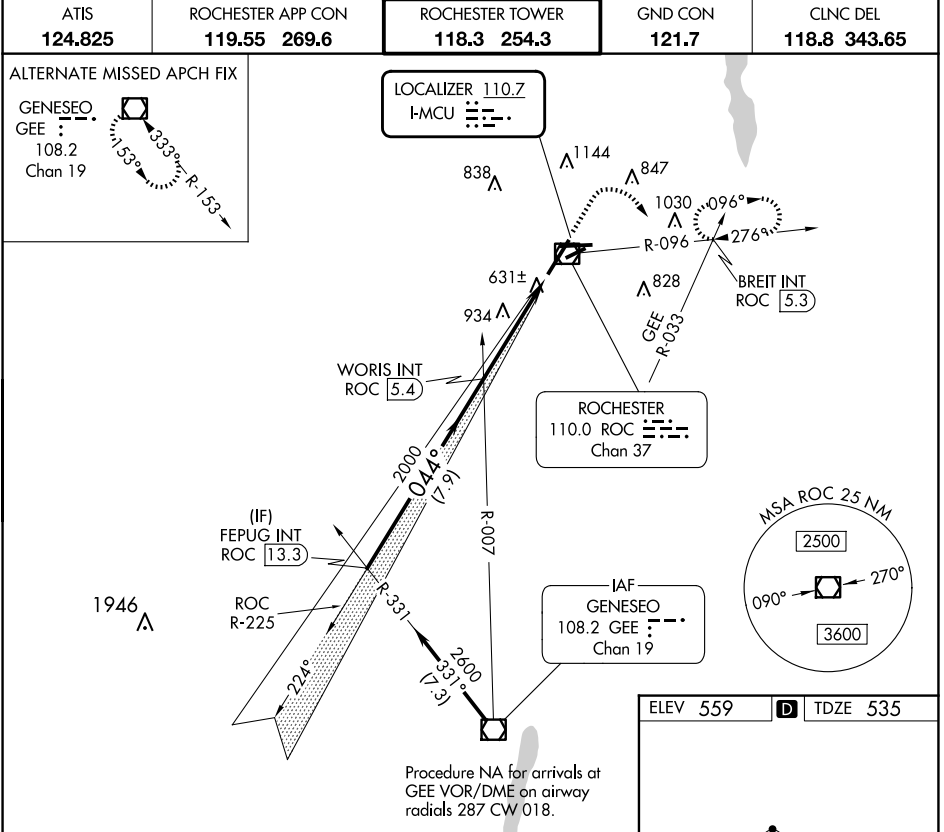 ATIS
124.825
ROCHESTER APP CON
119.55 269.6
ROCHESTER TOWER
118.3 254.3
GND CON
121.7
CLNC DEL
118.8 343.65
ALTERNATE MISSED APCH FIX
GENESEO
GEE
108.2
Chan 19
153°
333°
R-153
LOCALIZER 110.7
I-MCU
838
1144
847
1030
096°
R-096
276°
BREIT INT
ROC 5.3
631±
828
934
GEE
R-033
WORIS INT
ROC 5.4
ROCHESTER
110.0 ROC
Chan 37
2000
044°
(7.9)
R-007
(IF)
FEPUG INT
ROC 13.3
MSA ROC 25 NM
2500
090°
270°
3600
1946
ROC
R-225
R-331
224°
2600
331°
(7.3)
IAF
GENESEO
108.2 GEE
Chan 19
Procedure NA for arrivals at
GEE VOR/DME on airway
radials 287 CW 018.
ELEV 559 D TDZE 535